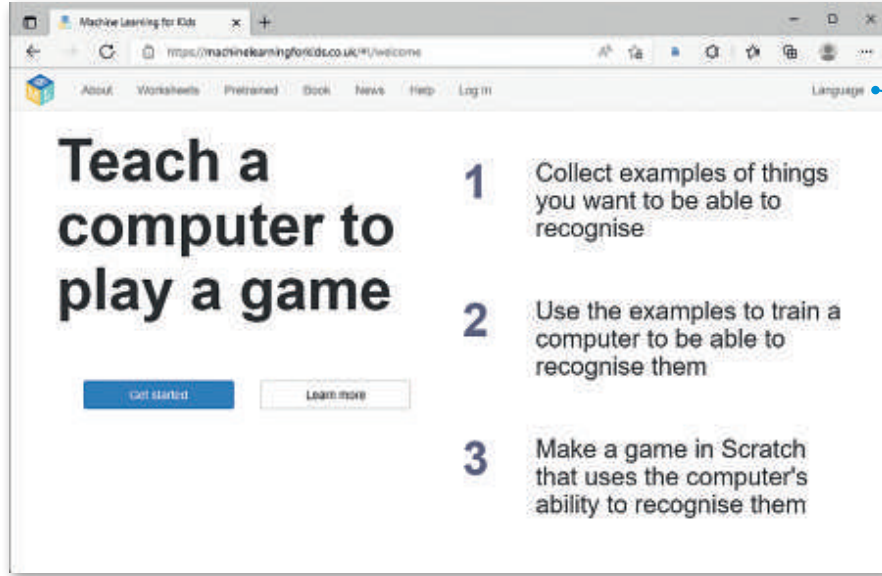 Machine Learning for Kids
https://machinelearningforkids.co.uk/#!/welcome
About Worksheets Pretrained Book News Help Log In
Language
Teach a
computer to
play a game
Get started
Learn more
1
Collect examples of things
you want to be able to
recognise
2
Use the examples to train a
computer to be able to
recognise them
3
Make a game in Scratch
that uses the computer's
ability to recognise them